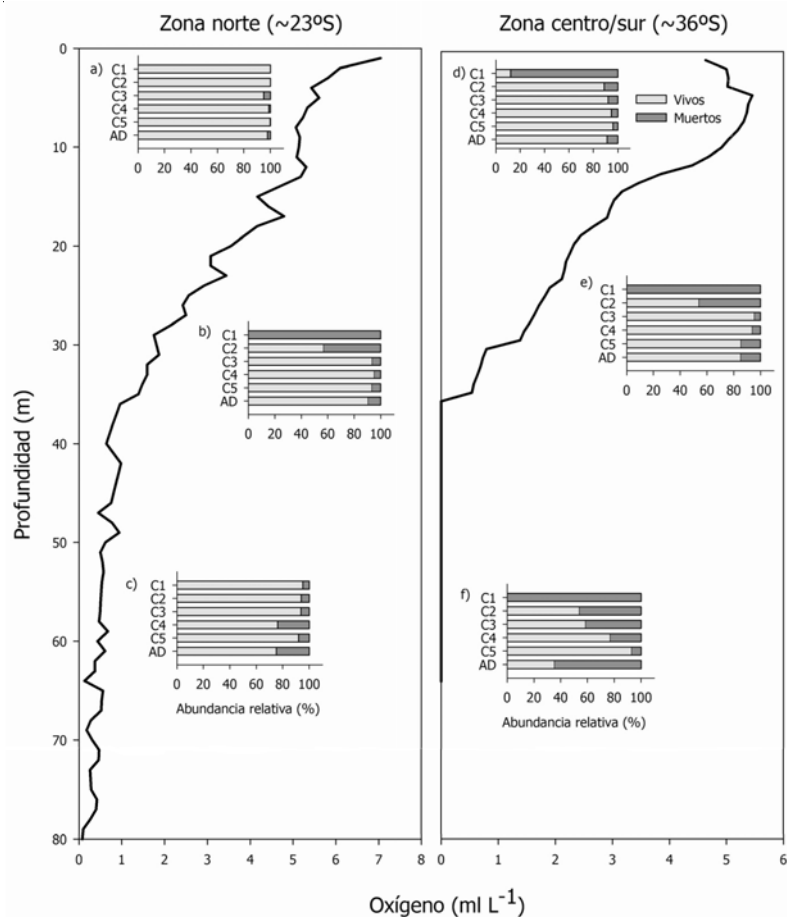 Zona norte (~23ºS)
Zona centro/sur (~36ºS)
Profundidad (m)
0
10
20
30
40
50
60
70
80
a)
C1
C2
C3
C4
C5
AD
0 20 40 60 80 100
b)
C1
C2
C3
C4
C5
AD
0 20 40 60 80 100
c)
C1
C2
C3
C4
C5
AD
0 20 40 60 80 100
Abundancia relativa (%)
0 1 2 3 4 5 6 7 8
d)
C1
C2
C3
C4
C5
AD
0 20 40 60 80 100
Vivos
Muertos
e)
C1
C2
C3
C4
C5
AD
0 20 40 60 80 100
f)
C1
C2
C3
C4
C5
AD
0 20 40 60 80 100
Abundancia relativa (%)
0 1 2 3 4 5 6
Oxígeno (ml L-1)